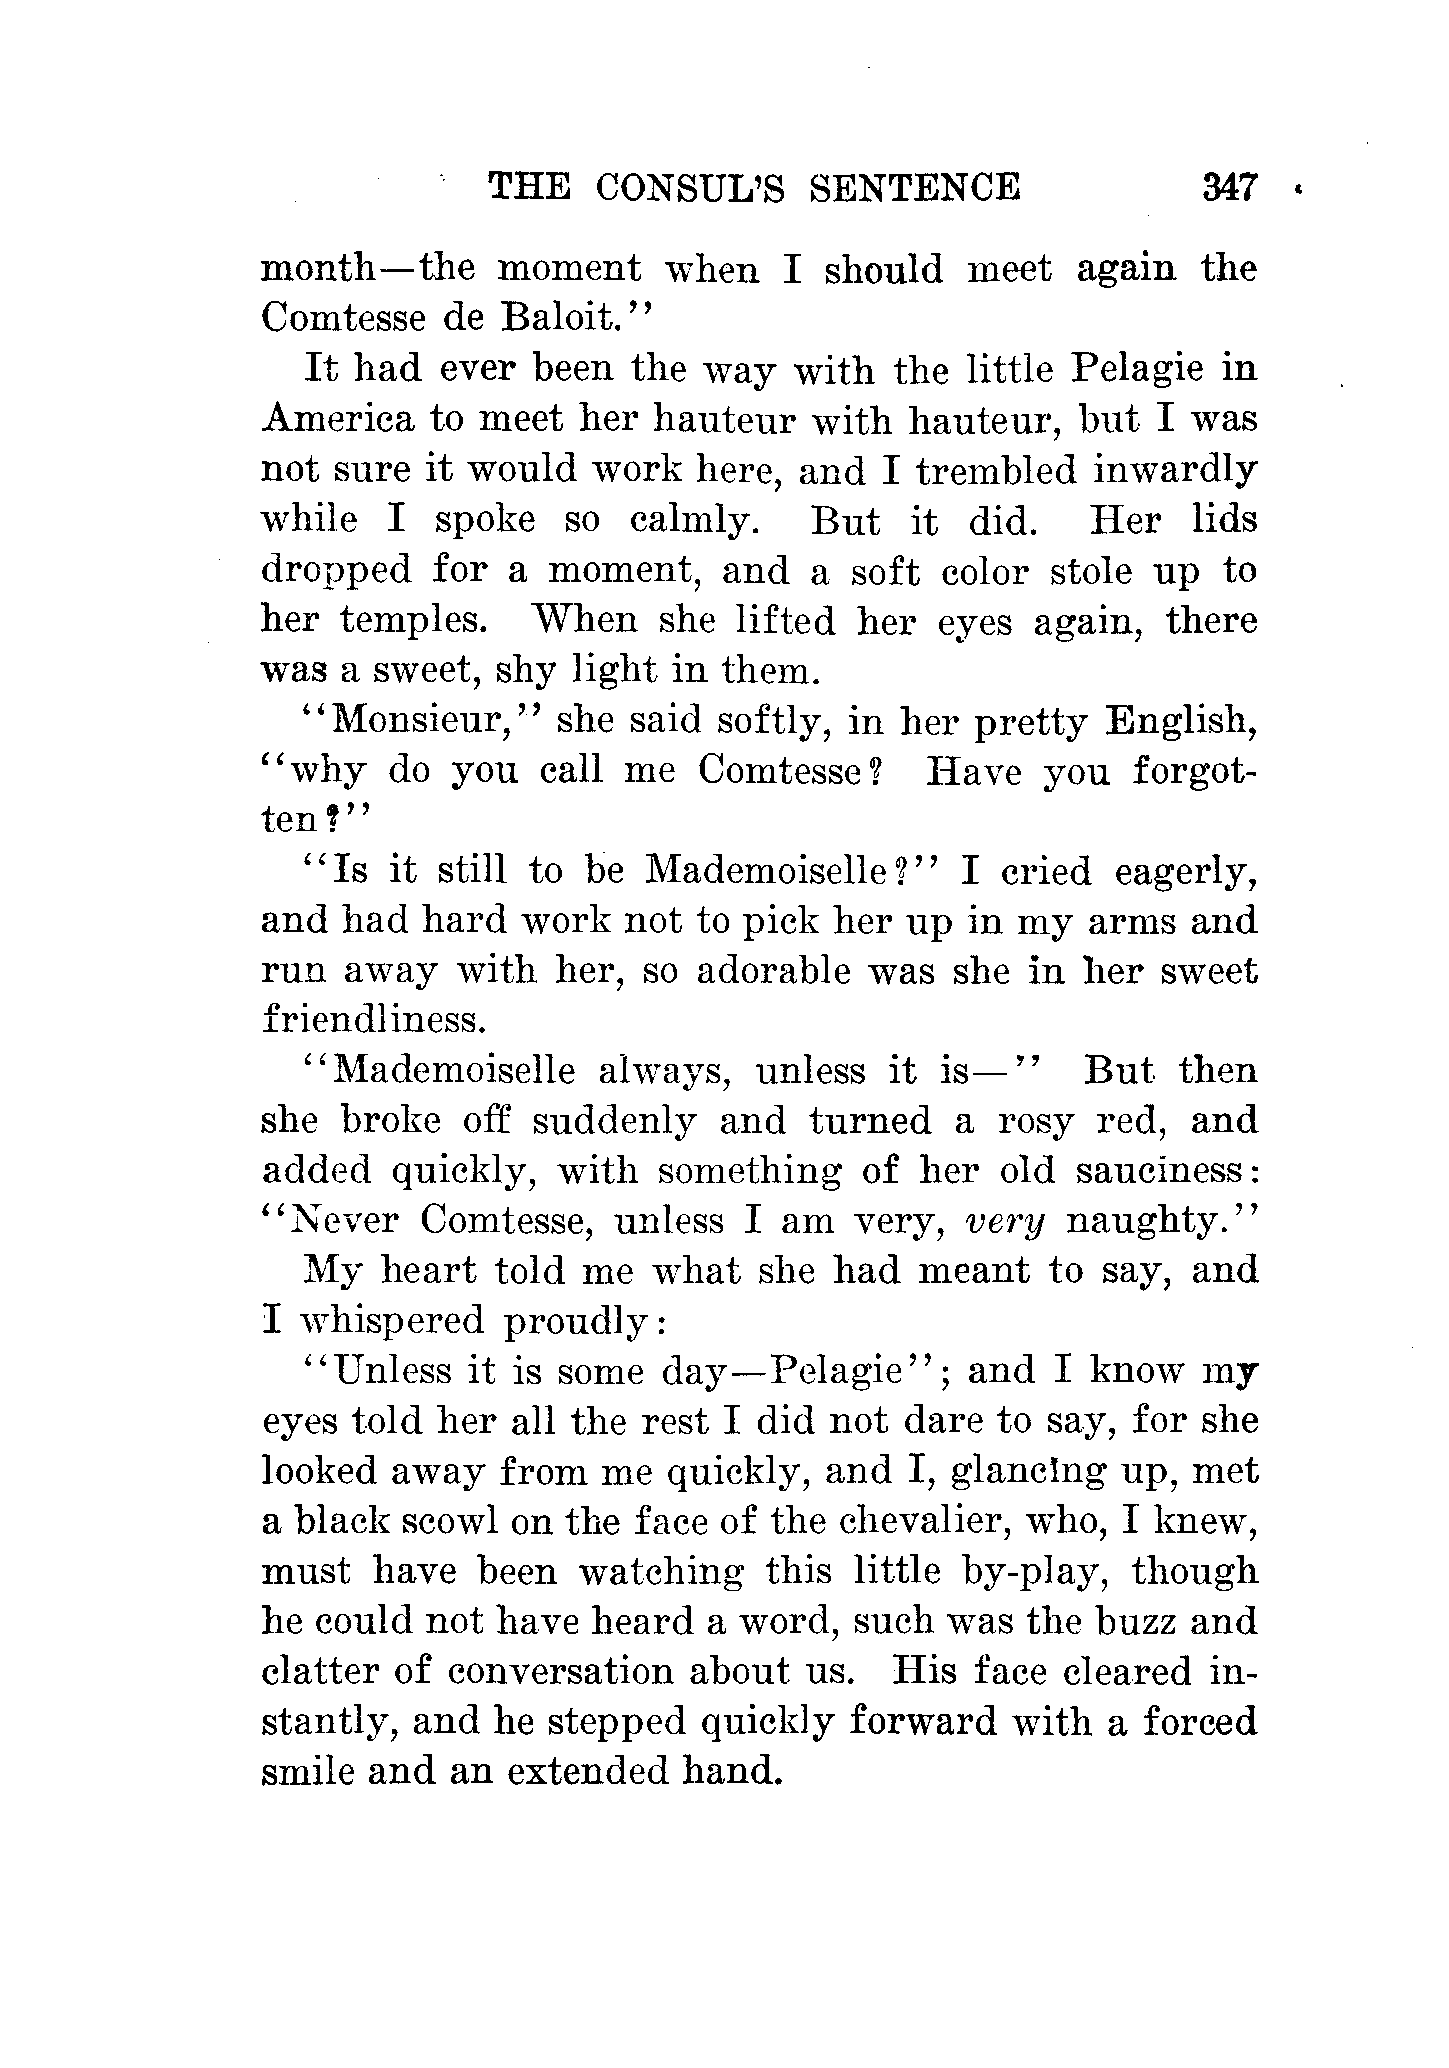 THE CONSUL'S SENTENCE 347
month—the moment when I should meet again the
Comtesse de Baloit.''
It had ever been the way with the little Pelagie in
America to meet her hauteur with hauteur, but I was
not sure it would work here, and I trembled inwardly
while I spoke so calmly. But it did. Her lids
dropped for a moment, and a soft color stole up to
her temples. When she lifted her eyes again, there
was a sweet, shy light in them.
''Monsieur,'' she said softly, in her pretty English,
''why do you call me Comtesse? Have you forgot-
ten?''
''Is it still to be Mademoiselle?'' I cried eagerly,
and had hard work not to pick her up in my arms and
run away with her, so adorable was she in her sweet
friendliness.
''Mademoiselle always, unless it is—'' But then
she broke off suddenly and turned a rosy red, and
added quickly, with something of her old sauciness:
''Never Comtesse, unless I am very, very naughty.''
My heart told me what she had meant to say, and
I whispered proudly:
''Unless it is some day—Pelagie''; and I know my
eyes told her all the rest I did not dare to say, for she
looked away from me quickly, and I, glancing up, met
a black scowl on the face of the chevalier, who, I knew,
must have been watching this little by-play, though
he could not have heard a word, such was the buzz and
clatter of conversation about us. His face cleared in-
stantly, and he stepped quickly forward with a forced
smile and an extended hand.